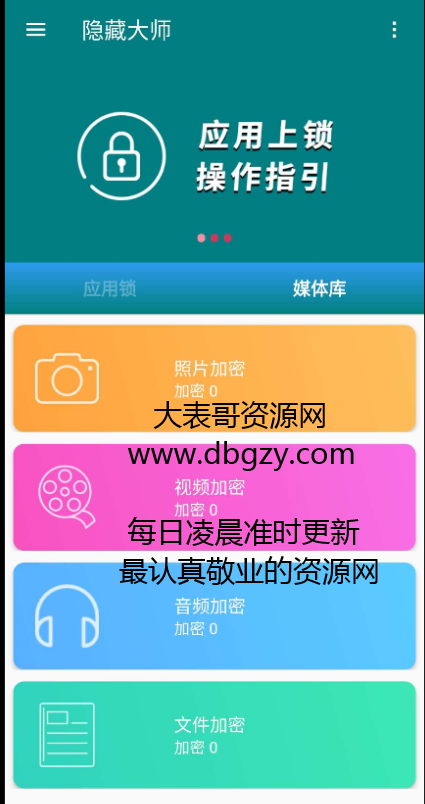 隐藏大师
应用上锁
操作指引
应用锁
媒体库
照片加密
加密 0
大表哥资源网
www.dbgzy.com
视频加密
加密 0
每日凌晨准时更新
最认真敬业的资源网
音频加密
加密 0
文件加密
加密 0